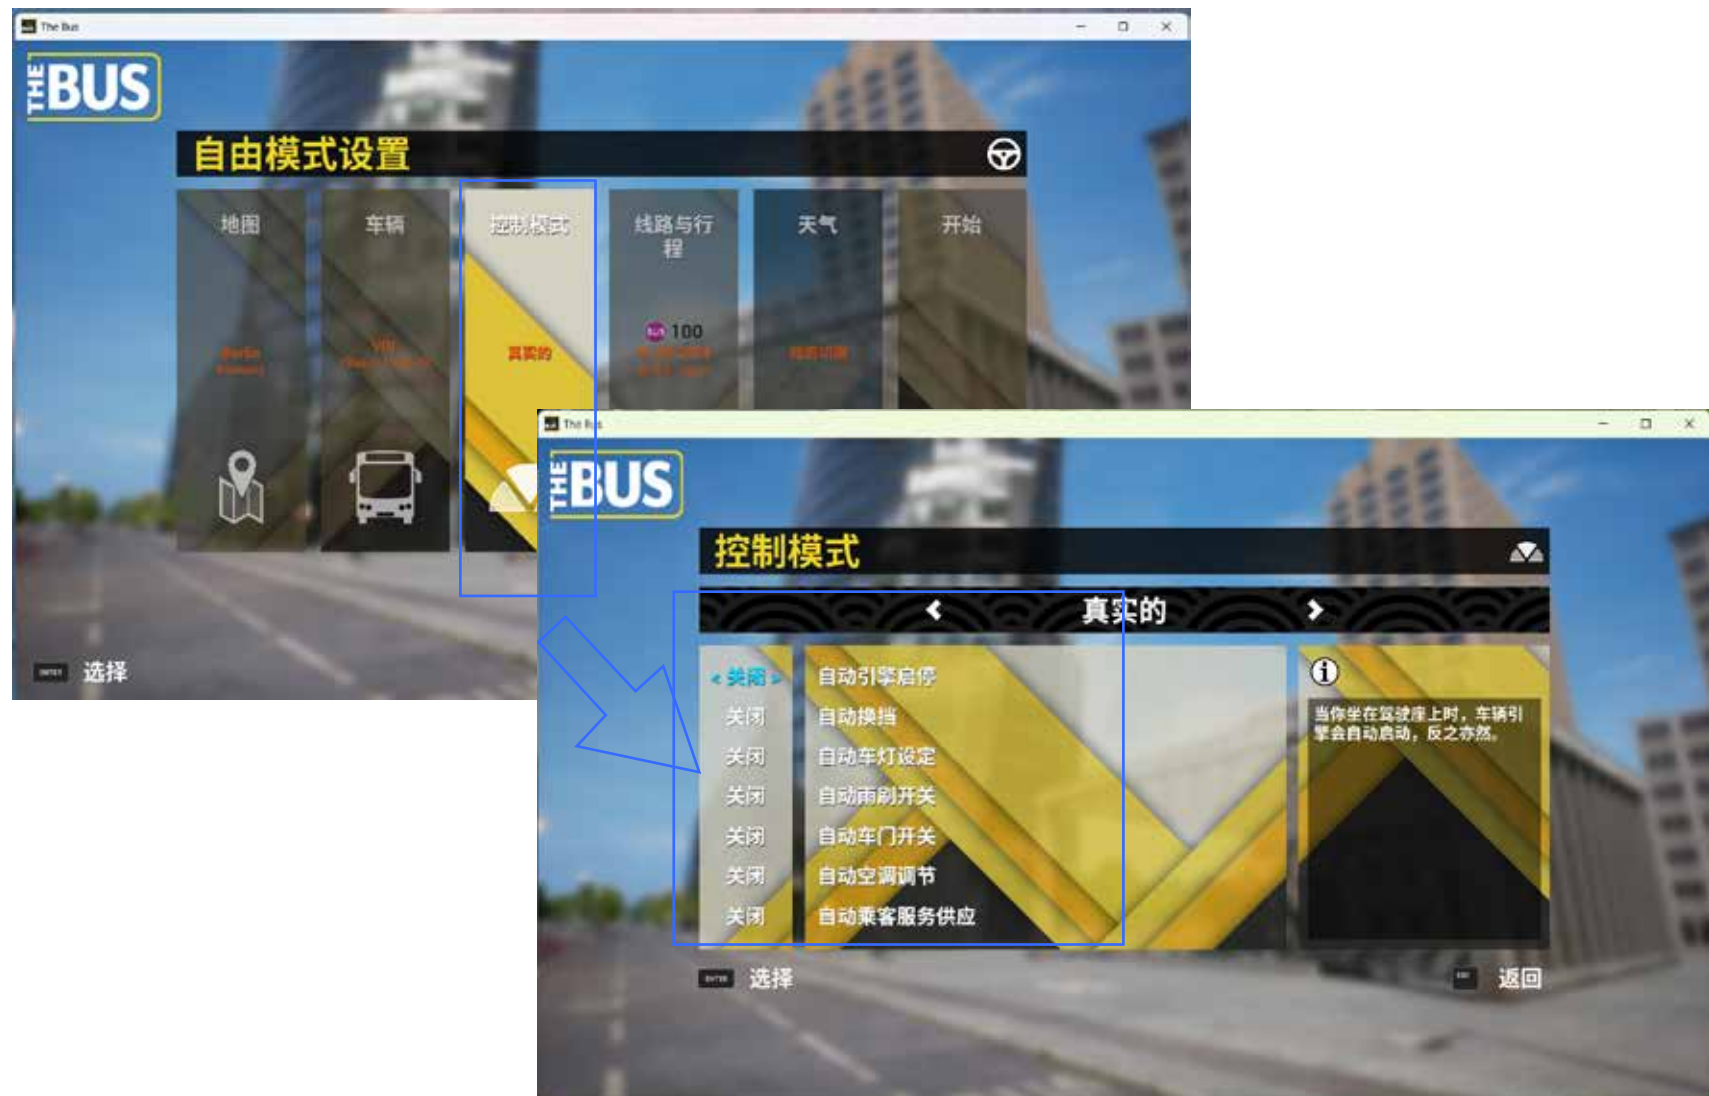 The Bus
THE BUS
自由模式设置
地图
车辆
控制模式
线路与行
程
天气
开始
真实的
BUS 100
ENTER 选择
The Bus
THE BUS
控制模式
真实的
< 关闭 > 自动引擎启停
关闭 自动换挡
关闭 自动车灯设定
关闭 自动雨刷开关
关闭 自动车门开关
关闭 自动空调调节
关闭 自动乘客服务供应
当你坐在驾驶座上时，车辆引
擎会自动启动，反之亦然。
ENTER 选择
返回